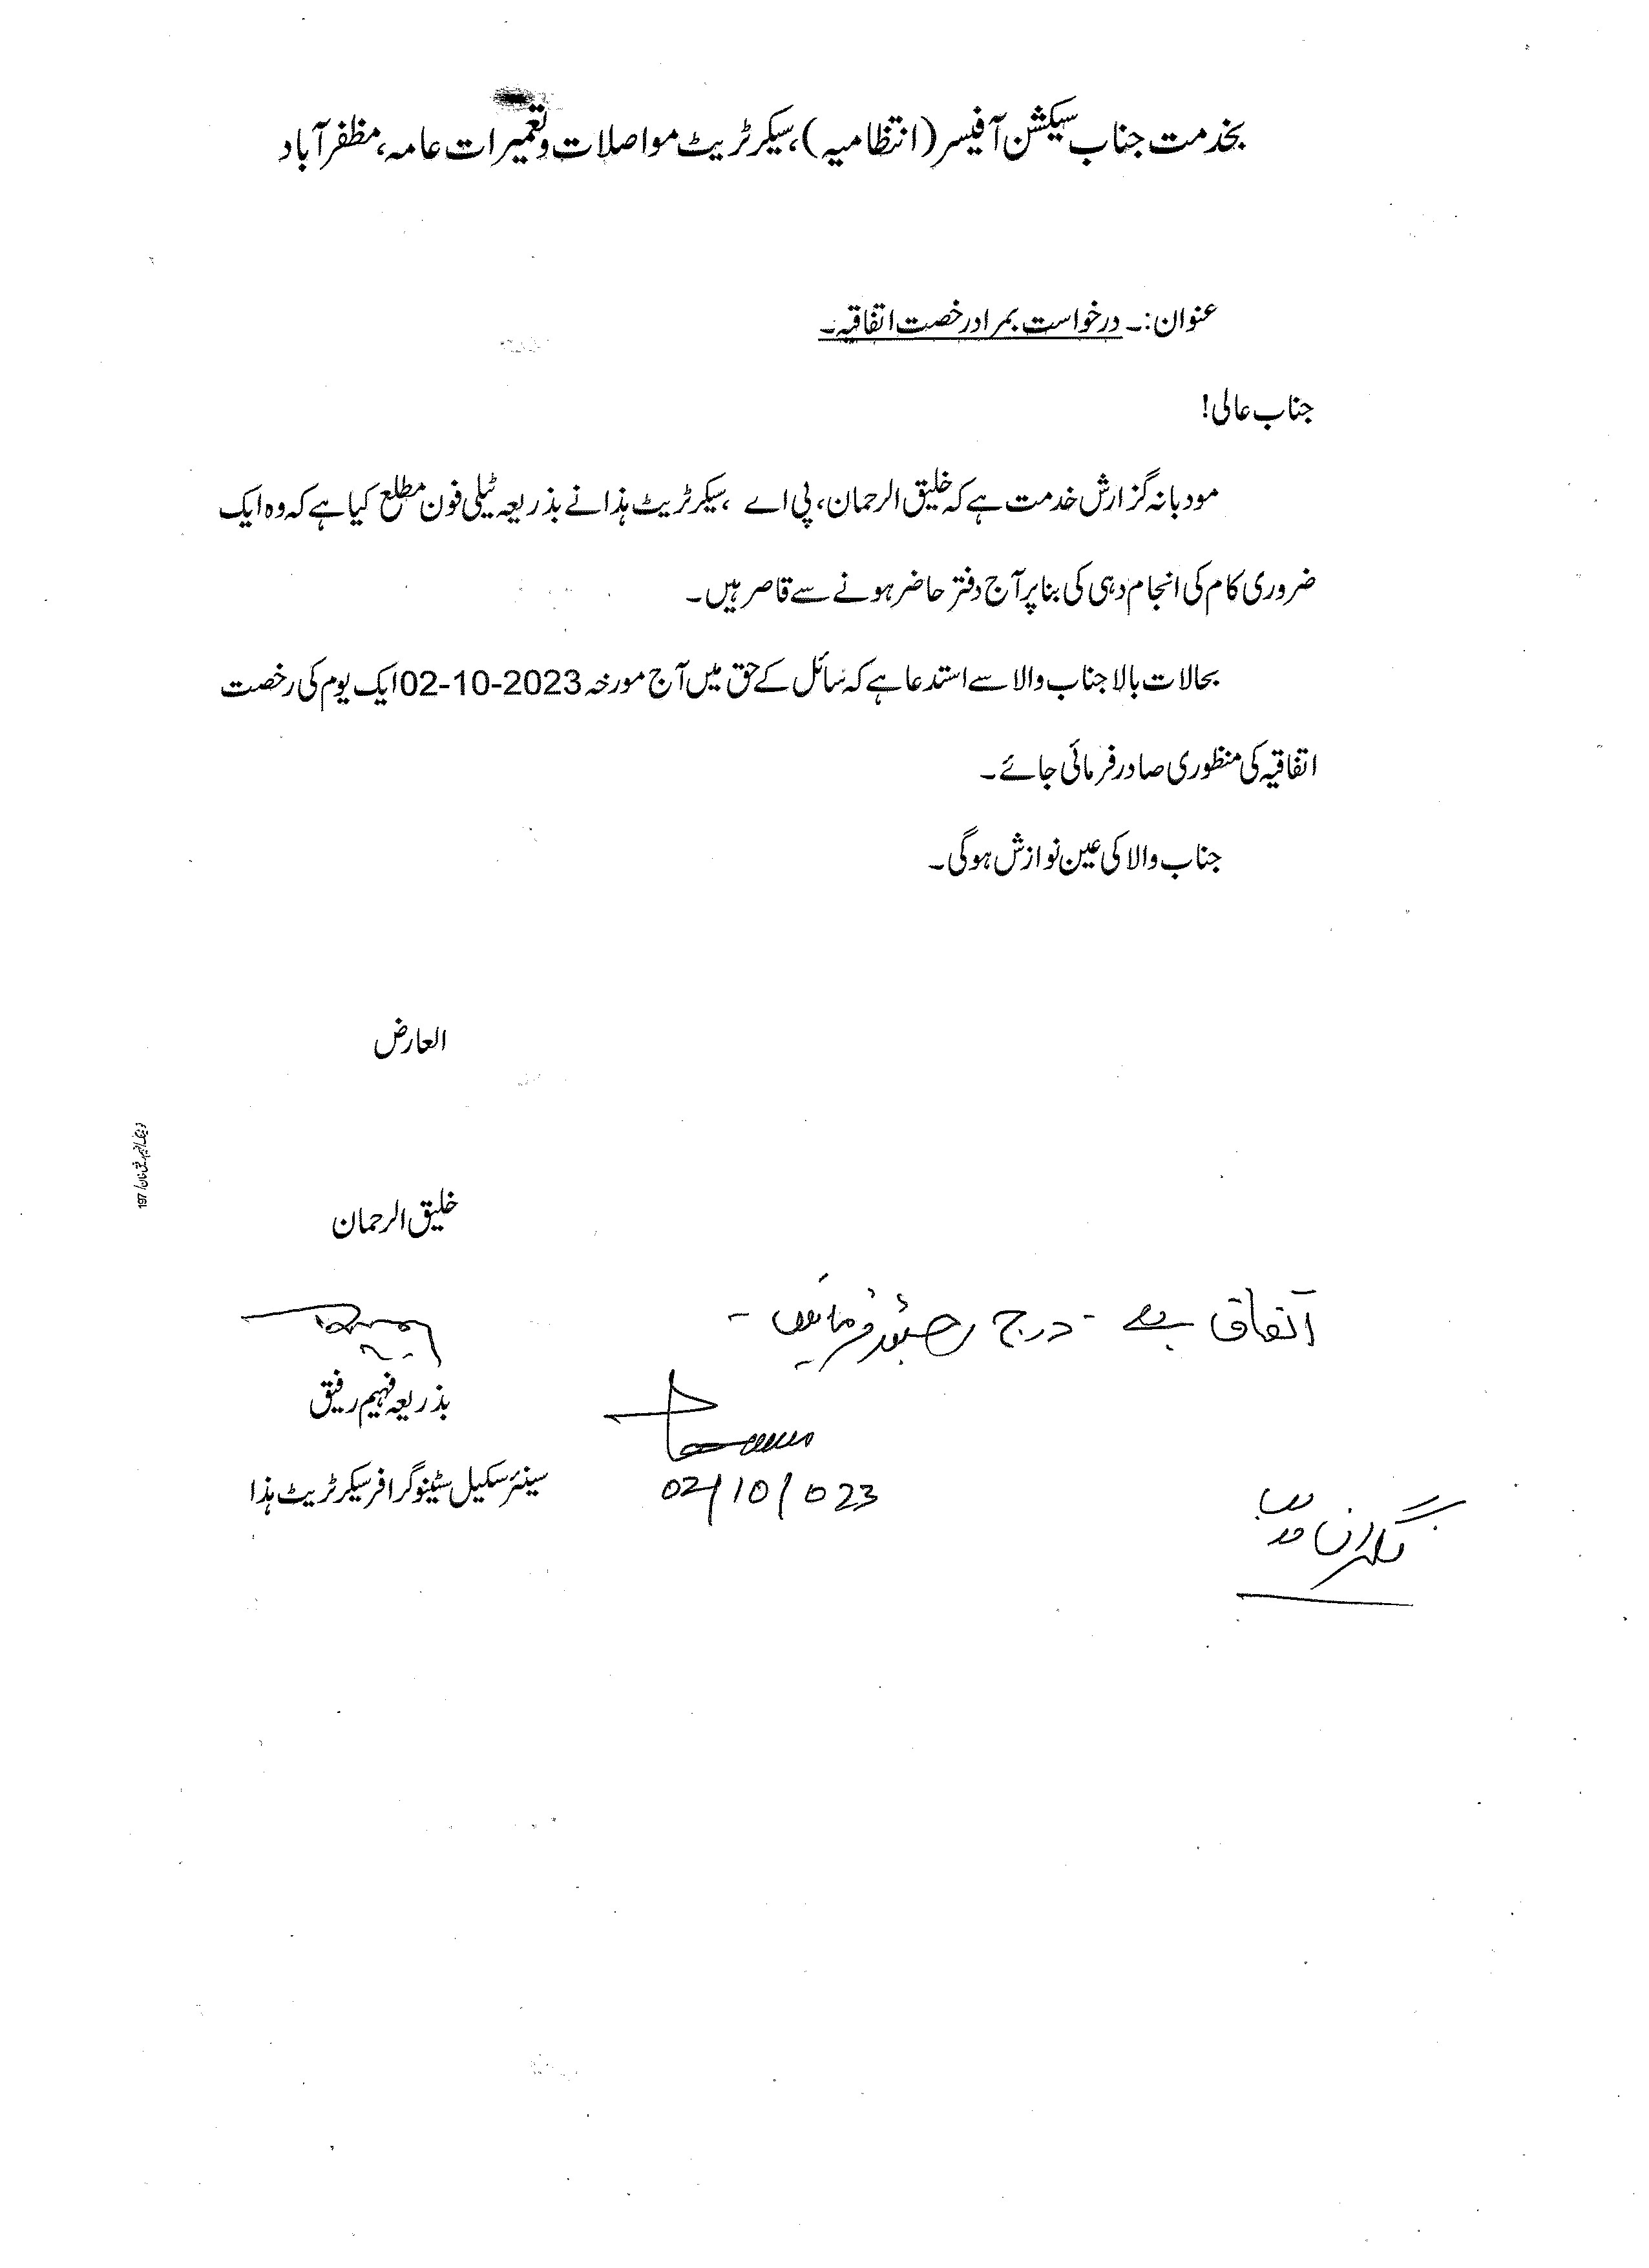 بخدمت جناب سیکشن آفیسر (انتظامیہ)، سیکرٹریٹ مواصلات و تعمیرات عامہ، مظفرآباد
عنوان:۔ درخواست بمراد رخصت اتفاقیہ۔
جناب عالی!
مودبانہ گزارش خدمت ہے کہ خلیق الرحمان، پی اے ، سیکرٹریٹ ہذا نے بذریعہ ٹیلی فون مطلع کیا ہے کہ وہ ایک
ضروری کام کی انجام دہی کی بنا پر آج دفتر حاضر ہونے سے قاصر ہیں۔
بحالات بالا جناب والا سے استدعا ہے کہ سائل کے حق میں آج مورخہ 02-10-2023 ایک یوم کی رخصت
اتفاقیہ کی منظوری صادر فرمائی جائے۔
جناب والا کی عین نوازش ہوگی۔
العارض
خلیق الرحمان
اتفاق ہے - درج رجسٹر فرمائیں -
بذریعہ فہیم رفیق
سینئر سکیل سٹینوگرافر سیکرٹریٹ ہذا
02/10/023
نگران
197